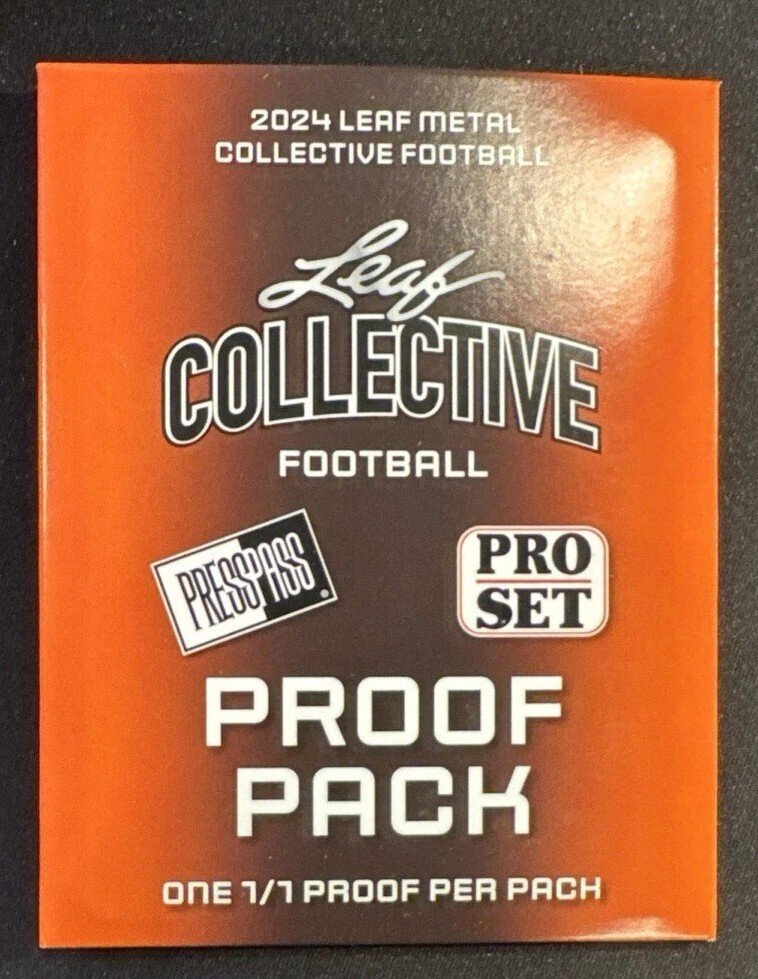 2024 LEAF METAL
COLLECTIVE FOOTBALL
Leaf
COLLECTIVE
FOOTBALL
PRESSPASS®
PRO
SET
PROOF
PACK
ONE 1/1 PROOF PER PACK